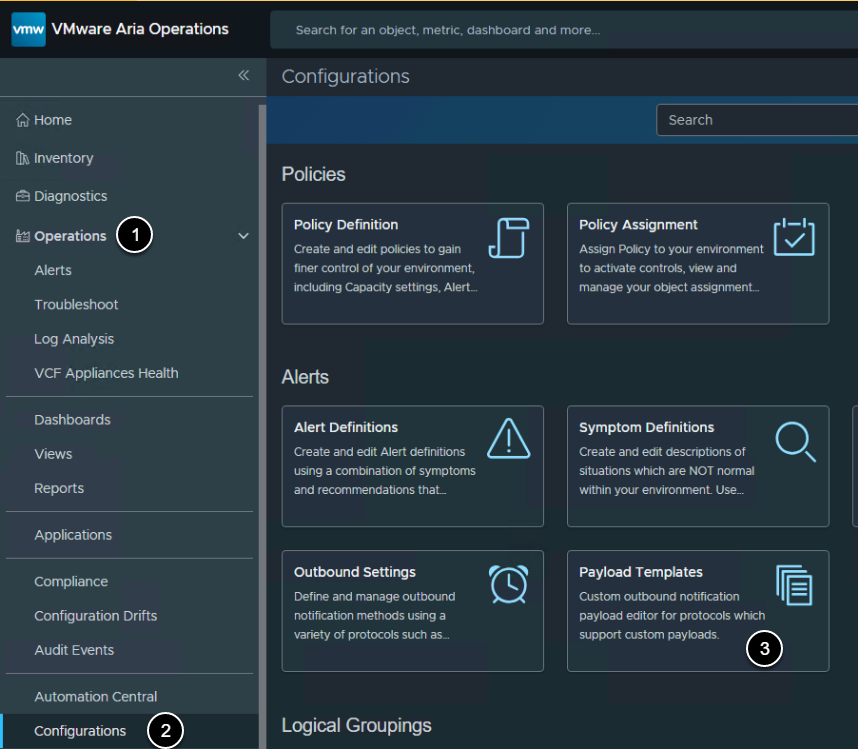 vmw VMware Aria Operations
Search for an object, metric, dashboard and more...
Configurations
Search
Home
Inventory
Diagnostics
Operations 1
Alerts
Troubleshoot
Log Analysis
VCF Appliances Health
Dashboards
Views
Reports
Applications
Compliance
Configuration Drifts
Audit Events
Automation Central
Configurations 2
Policies
Policy Definition
Create and edit policies to gain
finer control of your environment,
including Capacity settings, Alert...
Policy Assignment
Assign Policy to your environment
to activate controls, view and
manage your object assignment...
Alerts
Alert Definitions
Create and edit Alert definitions
using a combination of symptoms
and recommendations that...
Symptom Definitions
Create and edit descriptions of
situations which are NOT normal
within your environment. Use...
Outbound Settings
Define and manage outbound
notification methods using a
variety of protocols such as...
Payload Templates
Custom outbound notification
payload editor for protocols which
support custom payloads.
3
Logical Groupings